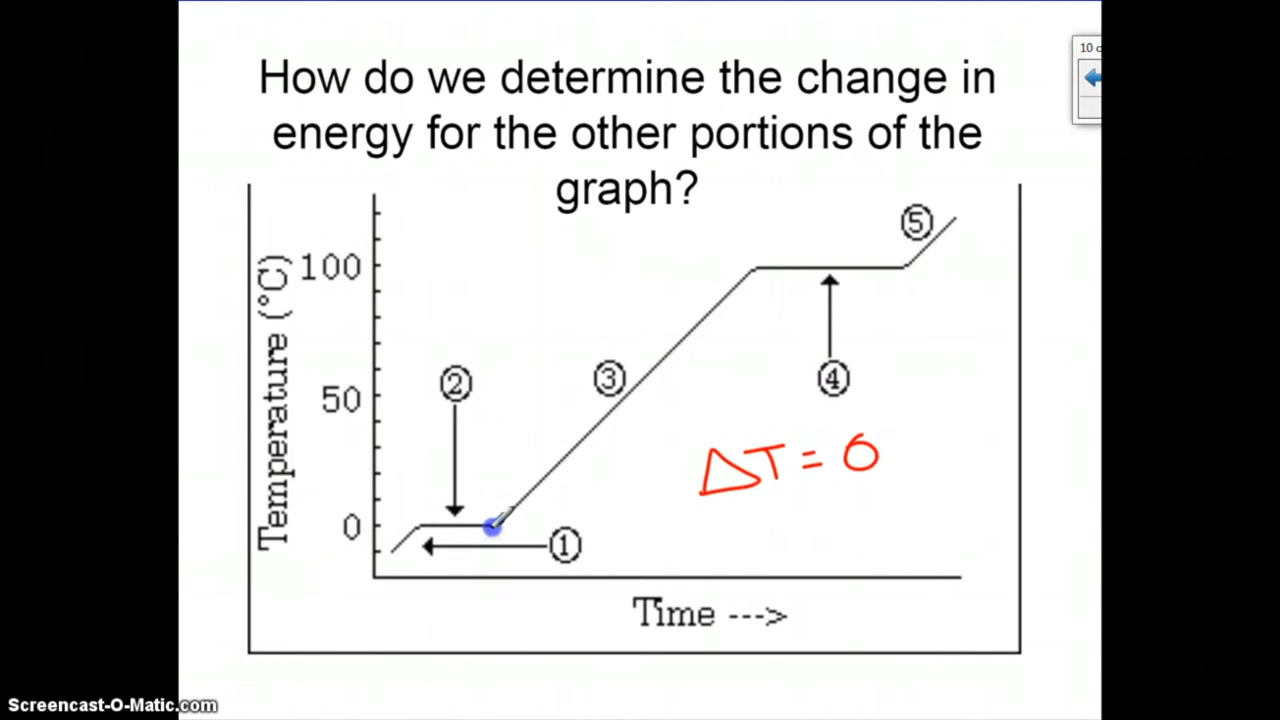 How do we determine the change in
energy for the other portions of the
graph?
10 o
5
100
Temperature (°C)
2
3
4
50
ΔT = 0
0
1
Time --->
Screencast-O-Matic.com